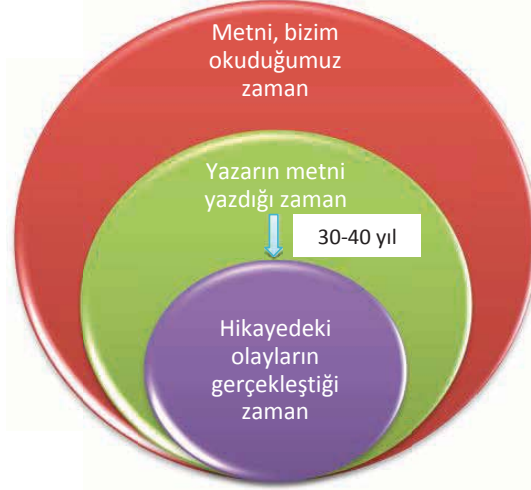 Metni, bizim
okuduğumuz
zaman
Yazarın metni
yazdığı zaman
30-40 yıl
Hikayedeki
olayların
gerçekleştiği
zaman